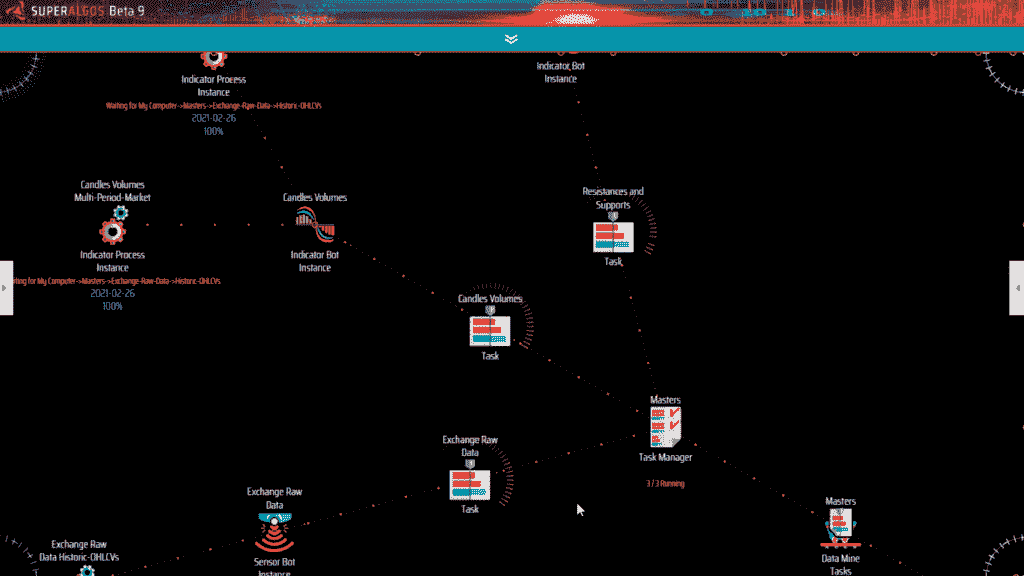 SUPERALGOS Beta 9
Indicator Process
Instance
Waiting for My Computer->Masters->Exchange-Raw-Data->Historic-OHLCVs
2021-02-26
100%
Indicator Bot
Instance
Candles Volumes
Multi-Period-Market
Indicator Process
Instance
iting for My Computer->Masters->Exchange-Raw-Data->Historic-OHLCVs
2021-02-26
100%
Candles Volumes
Indicator Bot
Instance
Resistances and
Supports
Task
Candles Volumes
Task
Masters
Task Manager
3 / 3 Running
Exchange Raw
Data
Task
Exchange Raw
Data
Sensor Bot
Instance
Exchange Raw
Data Historic-OHLCVs
Masters
Data Mine
Tasks